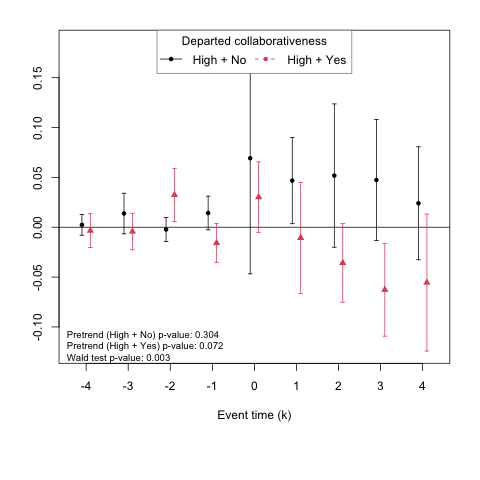 Departed collaborativeness
High + No High + Yes
0.15
0.10
0.05
0.00
-0.05
-0.10
Pretrend (High + No) p-value: 0.304
Pretrend (High + Yes) p-value: 0.072
Wald test p-value: 0.003
-4 -3 -2 -1 0 1 2 3 4
Event time (k)